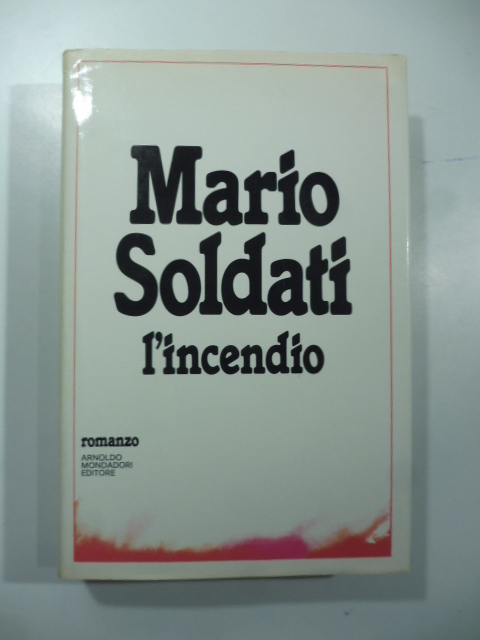 Mario
Soldati
l'incendio
romanzo
ARNOLDO
MONDADORI
EDITORE